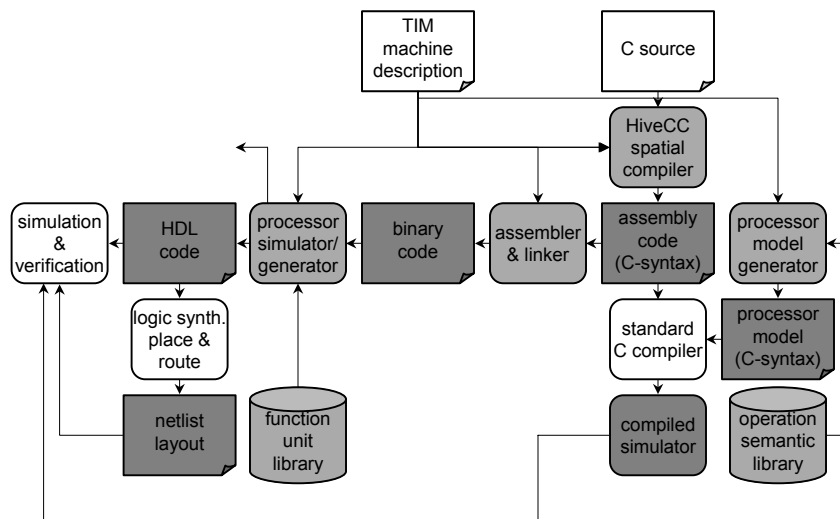 TIM
machine
description
C source
HiveCC
spatial
compiler
simulation
&
verification
HDL
code
processor
simulator/
generator
binary
code
assembler
& linker
assembly
code
(C-syntax)
processor
model
generator
logic synth.
place &
route
standard
C compiler
processor
model
(C-syntax)
netlist
layout
function
unit
library
compiled
simulator
operation
semantic
library